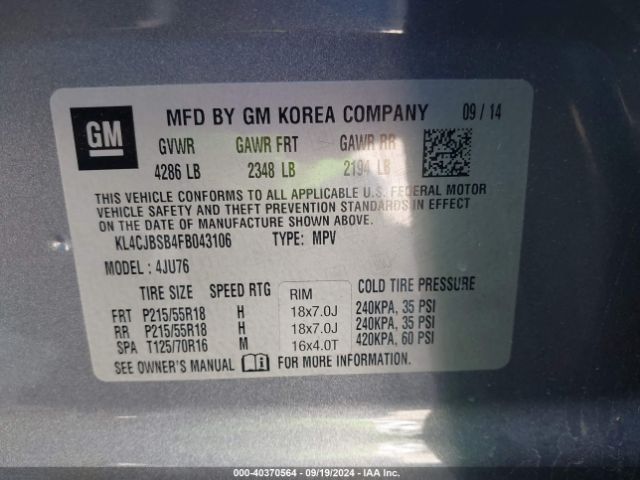 GM
MFD BY GM KOREA COMPANY 09 / 14
GVWR GAWR FRT GAWR RR
4286 LB 2348 LB 2194 LB
THIS VEHICLE CONFORMS TO ALL APPLICABLE U.S. FEDERAL MOTOR
VEHICLE SAFETY AND THEFT PREVENTION STANDARDS IN EFFECT
ON THE DATE OF MANUFACTURE SHOWN ABOVE.
KL4CJBSB4FB043106 TYPE: MPV
MODEL : 4JU76
TIRE SIZE SPEED RTG RIM COLD TIRE PRESSURE
FRT P215/55R18 H 18x7.0J 240KPA, 35 PSI
RR P215/55R18 H 18x7.0J 240KPA, 35 PSI
SPA T125/70R16 M 16x4.0T 420KPA, 60 PSI
SEE OWNER'S MANUAL FOR MORE INFORMATION.
000-40370564 - 09/19/2024 - IAA Inc.